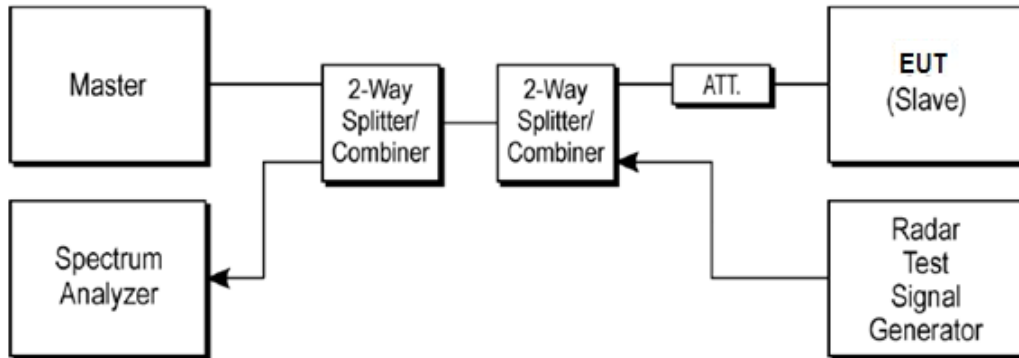 Master
2-Way
Splitter/
Combiner
2-Way
Splitter/
Combiner
ATT.
EUT
(Slave)
Spectrum
Analyzer
Radar
Test
Signal
Generator